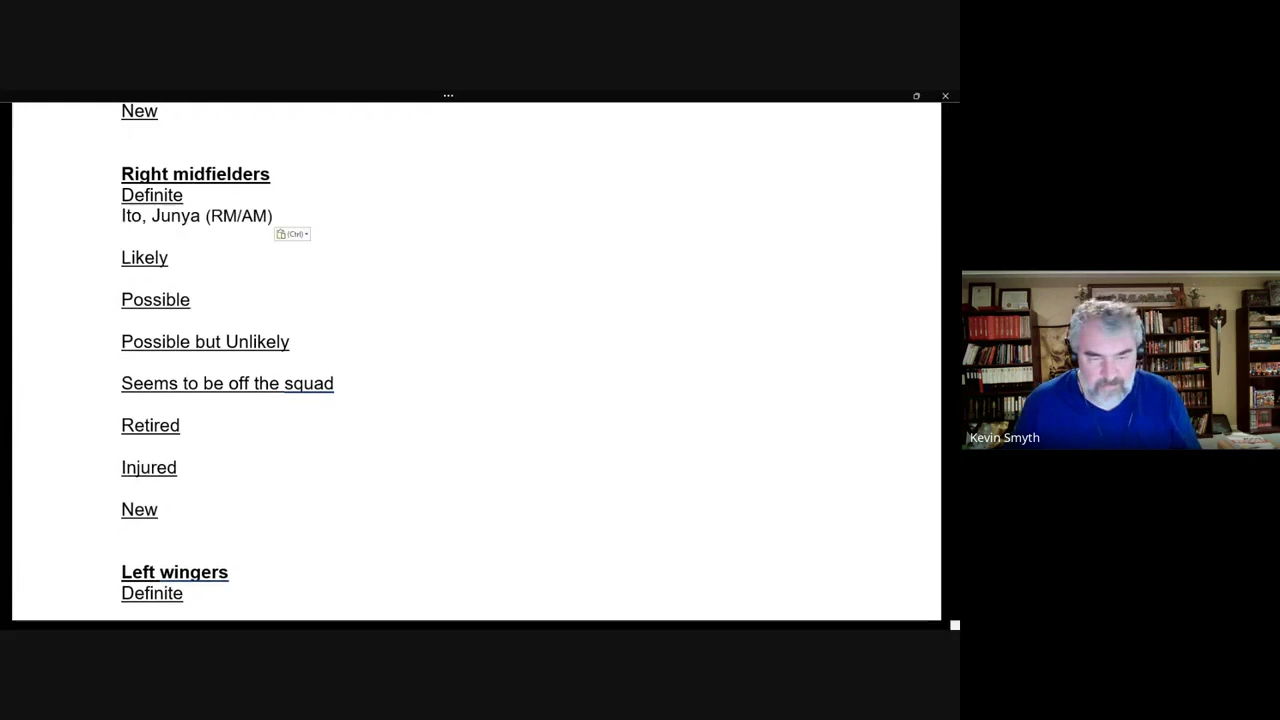 New
Right midfielders
Definite
Ito, Junya (RM/AM)
(Ctrl)
Likely
Possible
Possible but Unlikely
Seems to be off the squad
Retired
Injured
New
Left wingers
Definite
Kevin Smyth